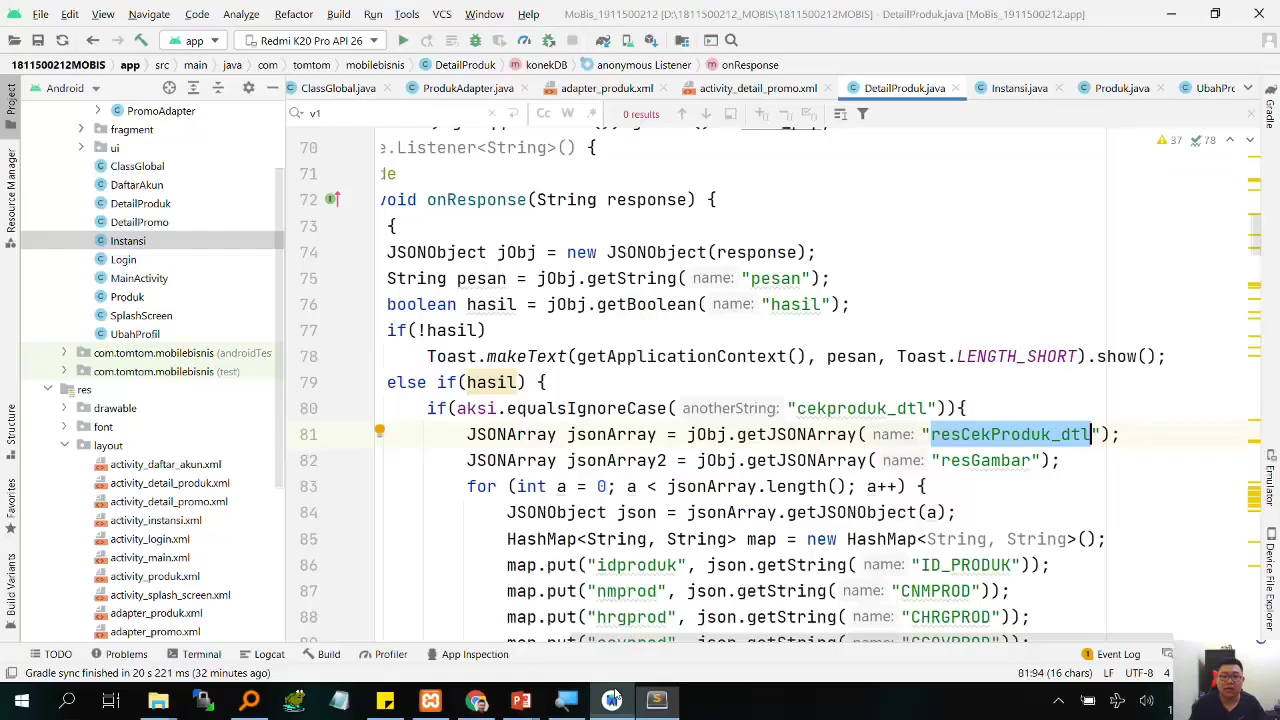 File Edit View Navigate Code Analyze Refactor Build Run Tools VCS Window Help MoBis_1911500212 [D:\1811500212_MOBIS\1811500212MOBIS] - DetailProduk.java [MoBis_1911500212.app]
app Redmi K20 Pro API 26
1811500212MOBIS app src main java com tomtom mobilebisnis DetailProduk konekDB anonymous Listener onResponse
Android
ClassGlobal.java ProdukAdapter.java adapter_produk.xml activity_detail_promo.xml DetailProduk.java Instansi.java Produk.java UbahPro
v1 Cc W .* 0 results
37 78
Project
Resource Manager
Structure
Favorites
Build Variants
PromoAdapter
fragment
ui
ClassGlobal
DaftarAkun
DetailProduk
DetailPromo
Instansi
Login
MainActivity
Produk
SplashScreen
UbahProfil
com.tomtom.mobilebisnis (androidTes
com.tomtom.mobilebisnis (test)
res
drawable
font
layout
activity_daftar_akun.xml
activity_detail_produk.xml
activity_detail_promo.xml
activity_instansi.xml
activity_login.xml
activity_main.xml
activity_produk.xml
activity_splash_screen.xml
adapter_produk.xml
adapter_promo.xml
70 e.Listener<String>() {
71 de
72 void onResponse(String response) {
73 {
74 JSONObject jObj = new JSONObject(response);
75 String pesan = jObj.getString( name: "pesan");
76 boolean hasil = jObj.getBoolean( name: "hasil");
77 if(!hasil)
78 Toast.makeText(getApplicationContext(), pesan, Toast.LENGTH_SHORT).show();
79 else if(hasil) {
80 if(aksi.equalsIgnoreCase( anotherString: "cekproduk_dtl")){
81 JSONArray jsonArray = jObj.getJSONArray( name: "resCekProduk_dtl");
82 JSONArray jsonArray2 = jObj.getJSONArray( name: "resGambar");
83 for (int a = 0; a < jsonArray.length(); a++) {
84 JSONObject json = jsonArray.getJSONObject(a);
85 HashMap<String, String> map = new HashMap<String, String>();
86 map.put("idproduk", json.getString( name: "ID_PRODUK"));
87 map.put("nmprod", json.getString( name: "CNMPROD"));
88 map.put("hrgprod", json.getString( name: "CHRGPROD"));
Gradle
Emulator
Device File Explorer
TODO Problems Terminal Logcat Build Profiler App Inspection 1 Event Log
Gradle sync finished in 20 s 221 ms (32 minutes ago) 81:94 (16 chars) CRLF UTF-8 4